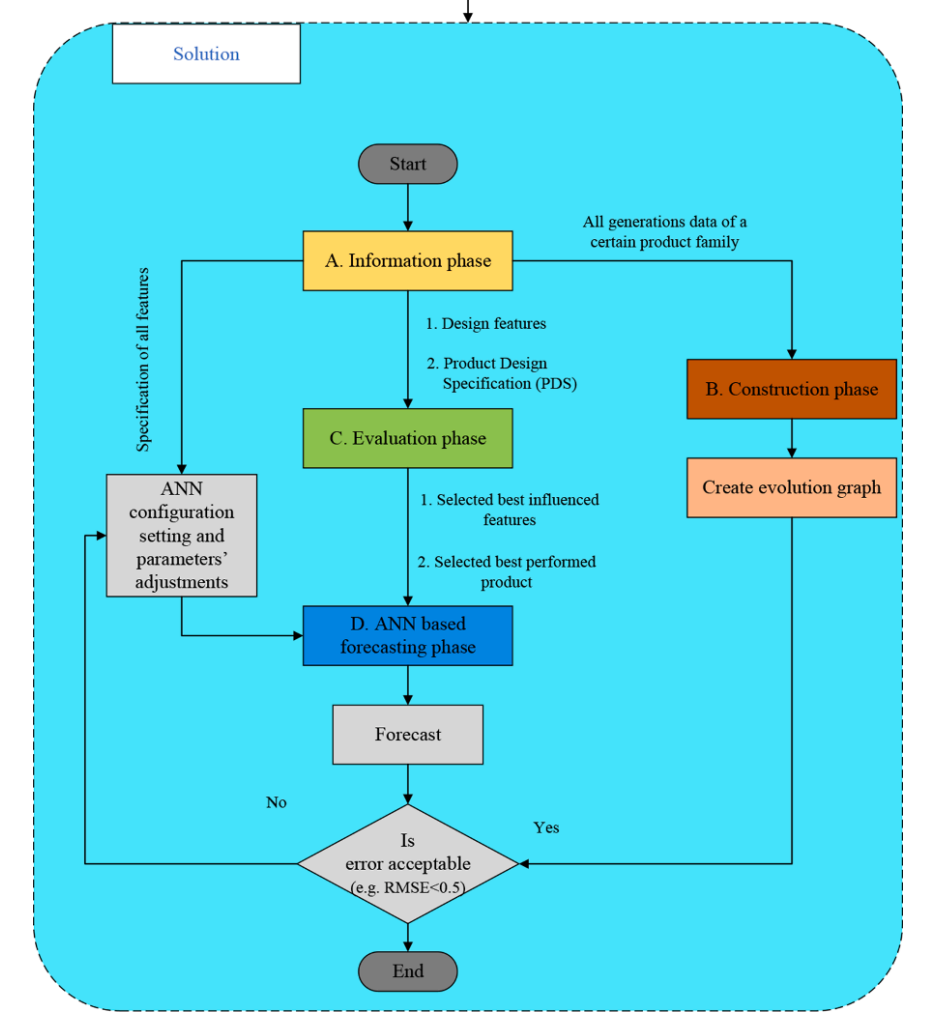 Solution
Start
All generations data of a
certain product family
A. Information phase
Specification of all features
1. Design features
2. Product Design
Specification (PDS)
B. Construction phase
C. Evaluation phase
Create evolution graph
ANN
configuration
setting and
parameters’
adjustments
1. Selected best influenced
features
2. Selected best performed
product
D. ANN based
forecasting phase
Forecast
No
Yes
Is
error acceptable
(e.g. RMSE<0.5)
End